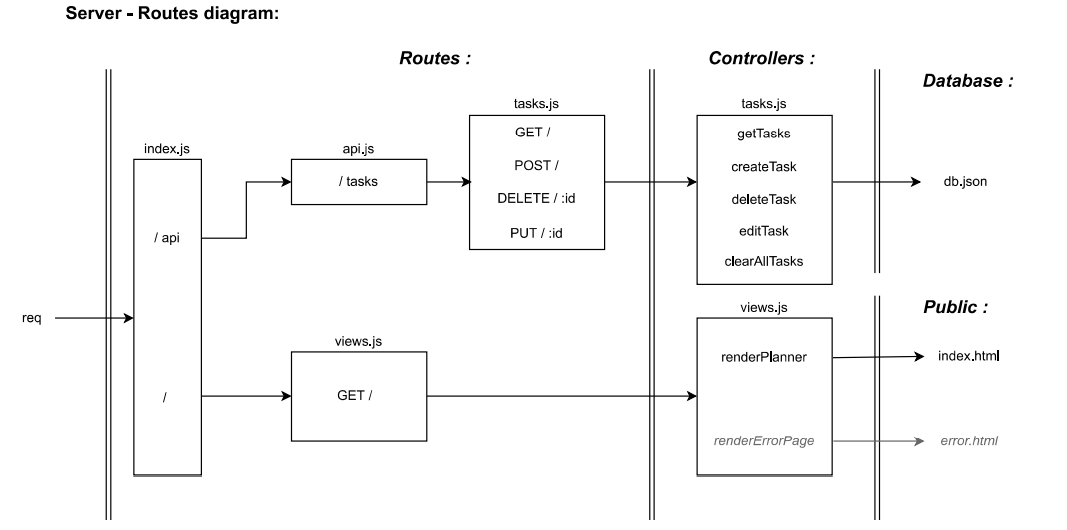 Server - Routes diagram:
Routes :
Controllers :
Database :
tasks.js
tasks.js
index.js
api.js
GET /
POST /
DELETE / :id
PUT / :id
getTasks
createTask
deleteTask
editTask
clearAllTasks
/ tasks
db.json
/ api
req
/
views.js
GET /
views.js
Public :
renderPlanner
index.html
renderErrorPage
error.html